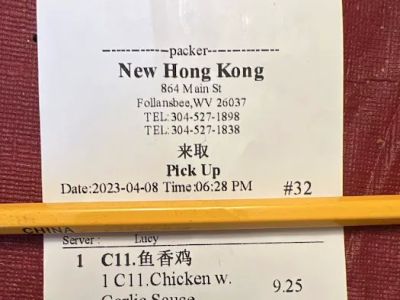 packer
New Hong Kong
864 Main St
Follansbee,WV 26037
TEL:304-527-1898
TEL:304-527-1838
来取
Pick Up
Date:2023-04-08 Time:06:28 PM #32
CHINA
Server : Lucy
1 C11.鱼香鸡
1 C11.Chicken w. 9.25
Garlic Sauce